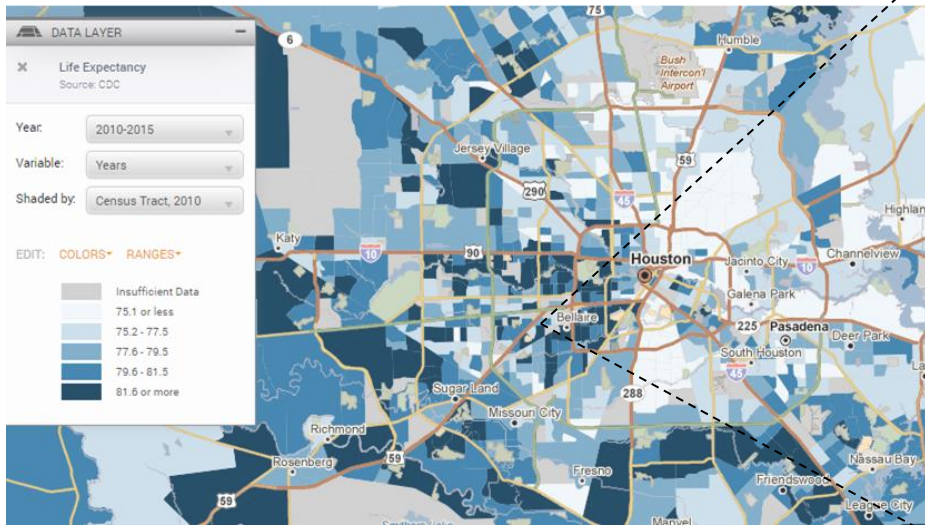 DATA LAYER
Life Expectancy
Source: CDC
Year:
2010-2015
Variable:
Years
Shaded by:
Census Tract, 2010
EDIT: COLORS RANGES
Insufficient Data
75.1 or less
75.2 - 77.5
77.6 - 79.5
79.6 - 81.5
81.6 or more
75
6
Humble
Bush
Intercon'l
Airport
Jersey Village
59
290
45
Highlan
Katy
10
90
Houston
Jacinto City
10
Channelview
Galena Park
Bellaire
225
Pasadena
Deer Park
La
South Houston
45
Sugar Land
288
Missouri City
Richmond
59
Rosenberg
Nassau Bay
Fresno
Friendswood
59
League City
Manvel